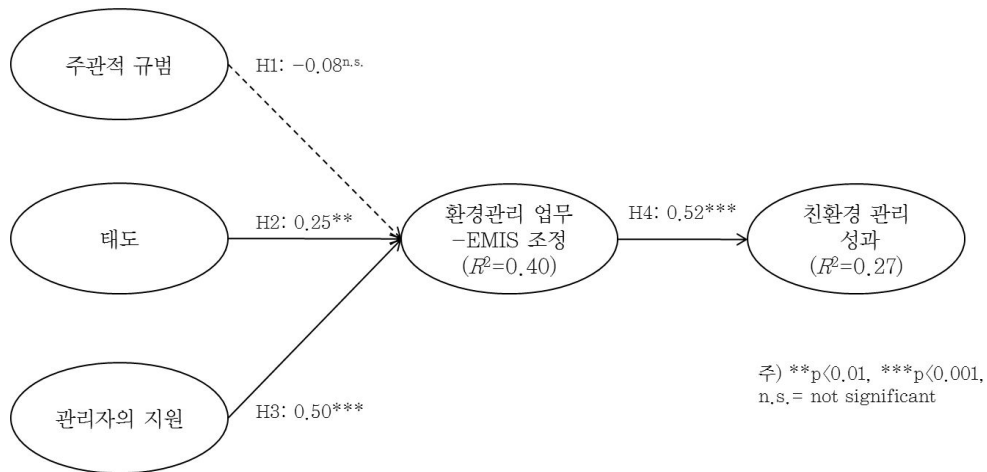 주관적 규범
H1: -0.08n.s.
태도
H2: 0.25**
환경관리 업무
-EMIS 조정
(R²=0.40)
H4: 0.52***
친환경 관리
성과
(R²=0.27)
관리자의 지원
H3: 0.50***
주) **p<0.01, ***p<0.001,
n.s.= not significant